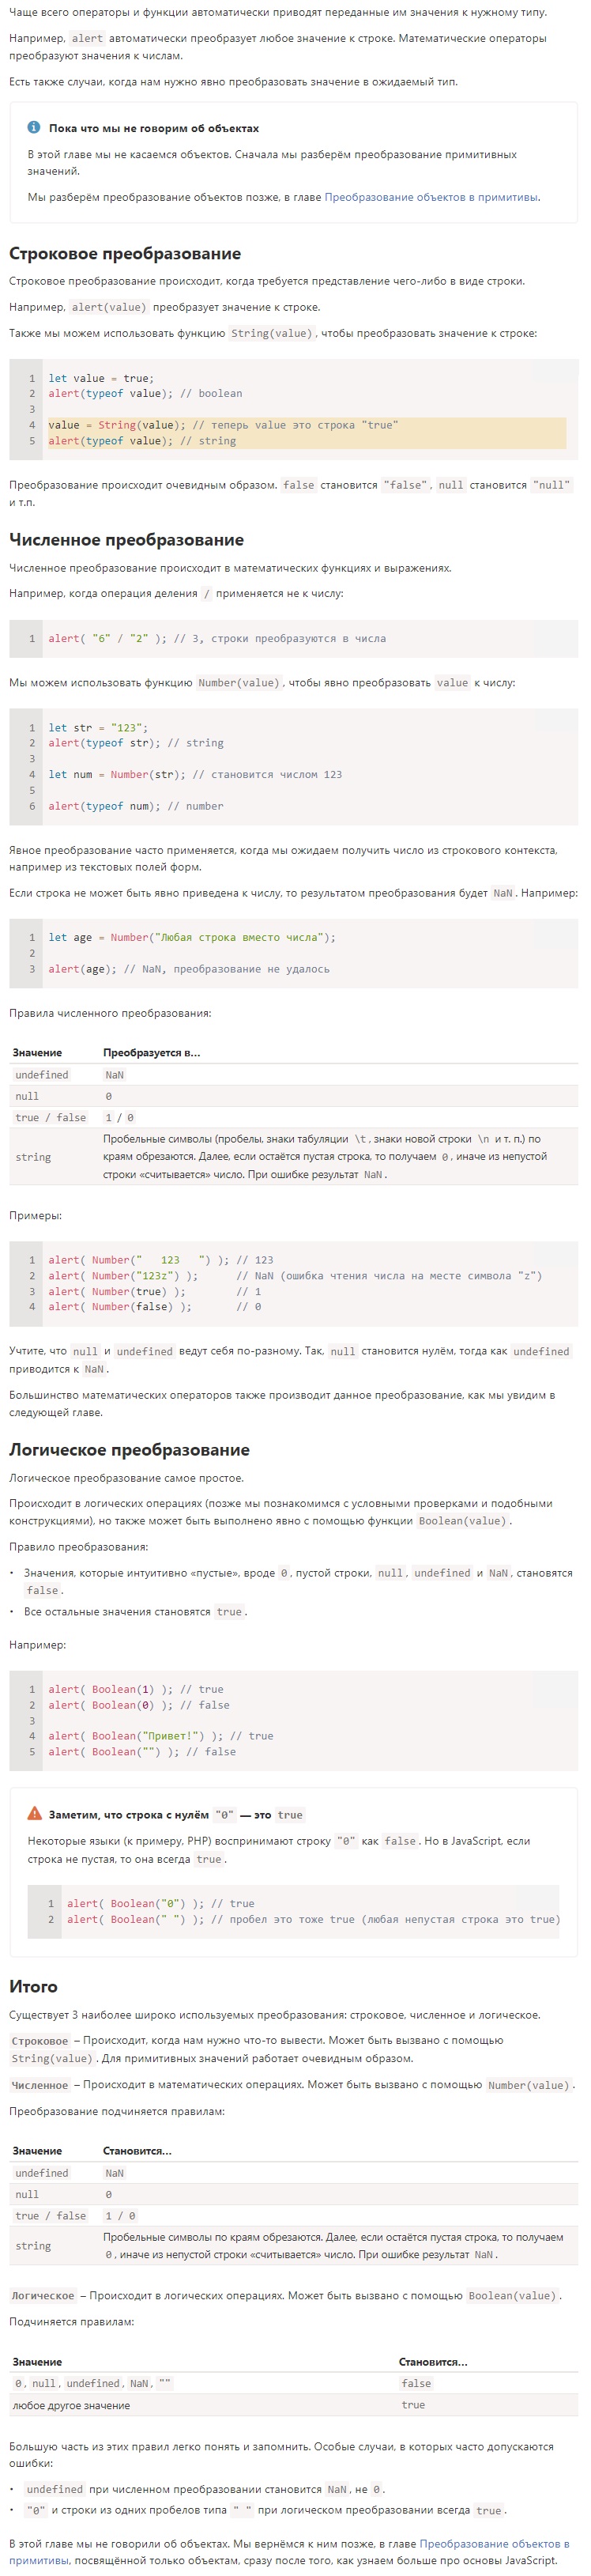 Чаще всего операторы и функции автоматически приводят переданные им значения к нужному типу.
Например, alert автоматически преобразует любое значение к строке. Математические операторы
преобразуют значения к числам.
Есть также случаи, когда нам нужно явно преобразовать значение в ожидаемый тип.
Пока что мы не говорим об объектах
В этой главе мы не касаемся объектов. Сначала мы разберём преобразование примитивных
значений.
Мы разберём преобразование объектов позже, в главе Преобразование объектов в примитивы.
Строковое преобразование
Строковое преобразование происходит, когда требуется представление чего-либо в виде строки.
Например, alert(value) преобразует значение к строке.
Также мы можем использовать функцию String(value), чтобы преобразовать значение к строке:
1 let value = true;
2 alert(typeof value); // boolean
3
4 value = String(value); // теперь value это строка "true"
5 alert(typeof value); // string
Преобразование происходит очевидным образом. false становится "false", null становится "null"
и т.п.
Численное преобразование
Численное преобразование происходит в математических функциях и выражениях.
Например, когда операция деления / применяется не к числу:
1 alert( "6" / "2" ); // 3, строки преобразуются в числа
Мы можем использовать функцию Number(value), чтобы явно преобразовать value к числу:
1 let str = "123";
2 alert(typeof str); // string
3
4 let num = Number(str); // становится числом 123
5
6 alert(typeof num); // number
Явное преобразование часто применяется, когда мы ожидаем получить число из строкового контекста,
например из текстовых полей форм.
Если строка не может быть явно приведена к числу, то результатом преобразования будет NaN. Например:
1 let age = Number("Любая строка вместо числа");
2
3 alert(age); // NaN, преобразование не удалось
Правила численного преобразования:
Значение Преобразуется в…
undefined NaN
null 0
true / false 1 / 0
string Пробельные символы (пробелы, знаки табуляции \t, знаки новой строки \n и т. п.) по
краям обрезаются. Далее, если остаётся пустая строка, то получаем 0, иначе из непустой
строки «считывается» число. При ошибке результат NaN.
Примеры:
1 alert( Number("   123   ") ); // 123
2 alert( Number("123z") );      // NaN (ошибка чтения числа на месте символа "z")
3 alert( Number(true) );        // 1
4 alert( Number(false) );       // 0
Учтите, что null и undefined ведут себя по-разному. Так, null становится нулём, тогда как undefined
приводится к NaN.
Большинство математических операторов также производит данное преобразование, как мы увидим в
следующей главе.
Логическое преобразование
Логическое преобразование самое простое.
Происходит в логических операциях (позже мы познакомимся с условными проверками и подобными
конструкциями), но также может быть выполнено явно с помощью функции Boolean(value).
Правило преобразования:
• Значения, которые интуитивно «пустые», вроде 0, пустой строки, null, undefined и NaN, становятся
false.
• Все остальные значения становятся true.
Например:
1 alert( Boolean(1) ); // true
2 alert( Boolean(0) ); // false
3
4 alert( Boolean("Привет!") ); // true
5 alert( Boolean("") ); // false
Заметим, что строка с нулём "0" — это true
Некоторые языки (к примеру, PHP) воспринимают строку "0" как false. Но в JavaScript, если
строка не пустая, то она всегда true.
1 alert( Boolean("0") ); // true
2 alert( Boolean(" ") ); // пробел это тоже true (любая непустая строка это true)
Итого
Существует 3 наиболее широко используемых преобразования: строковое, численное и логическое.
Строковое – Происходит, когда нам нужно что-то вывести. Может быть вызвано с помощью
String(value). Для примитивных значений работает очевидным образом.
Численное – Происходит в математических операциях. Может быть вызвано с помощью Number(value).
Преобразование подчиняется правилам:
Значение Становится…
undefined NaN
null 0
true / false 1 / 0
string Пробельные символы по краям обрезаются. Далее, если остаётся пустая строка, то получаем
0, иначе из непустой строки «считывается» число. При ошибке результат NaN.
Логическое – Происходит в логических операциях. Может быть вызвано с помощью Boolean(value).
Подчиняется правилам:
Значение Становится…
0, null, undefined, NaN, "" false
любое другое значение true
Большую часть из этих правил легко понять и запомнить. Особые случаи, в которых часто допускаются
ошибки:
• undefined при численном преобразовании становится NaN, не 0.
• "0" и строки из одних пробелов типа " " при логическом преобразовании всегда true.
В этой главе мы не говорили об объектах. Мы вернёмся к ним позже, в главе Преобразование объектов в
примитивы, посвящённой только объектам, сразу после того, как узнаем больше про основы JavaScript.